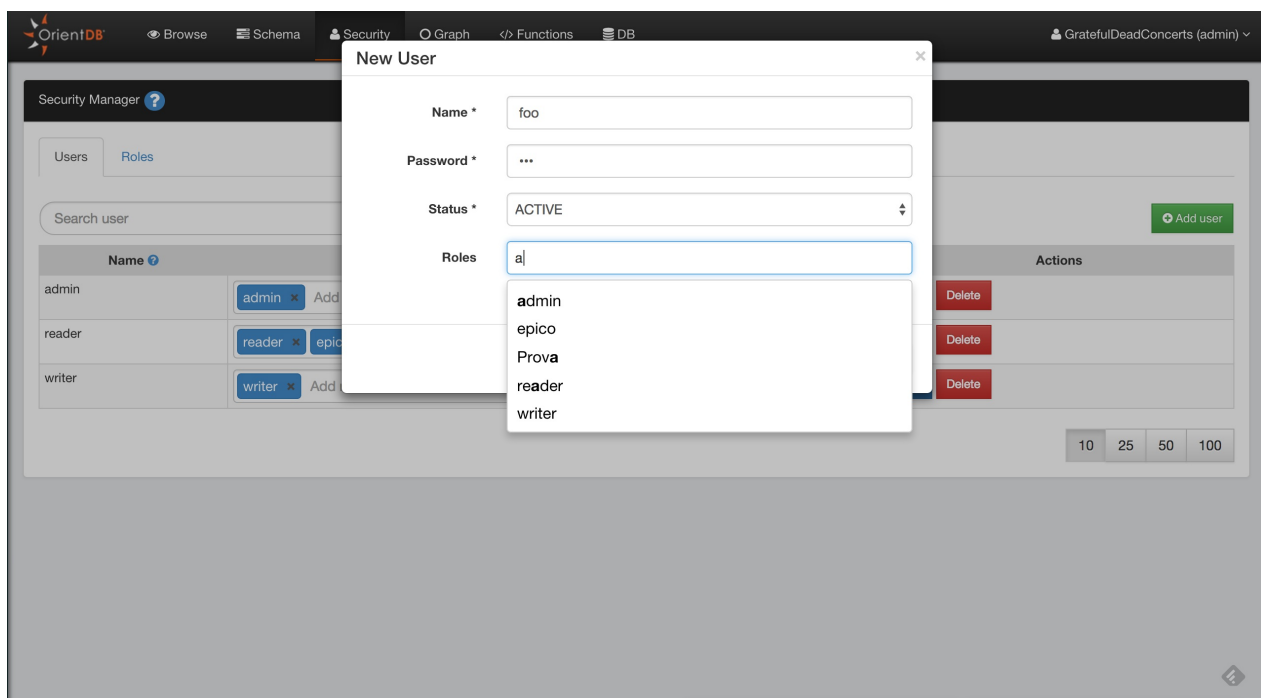 OrientDB Browse Schema Security Graph </> Functions DB GratefulDeadConcerts (admin)
New User ×
Security Manager ?
Name * foo
Users Roles
Password * •••
Status * ACTIVE
Search user
Add user
Roles a
Name ? Actions
admin admin × Add Delete
admin
epico
Prova
reader
writer
reader reader × epic Delete
writer writer × Add Delete
10 25 50 100